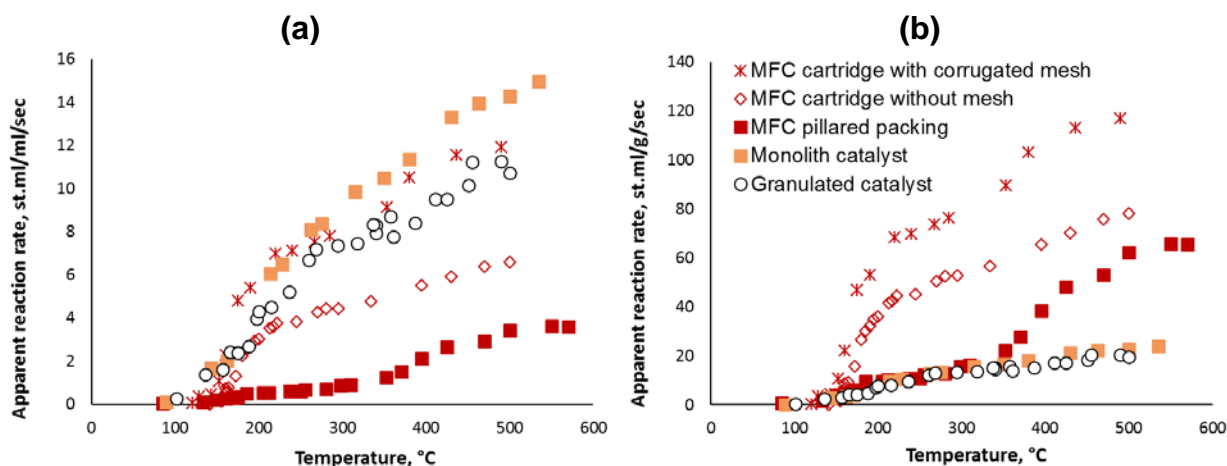 (a)
16
14
12
10
8
6
4
2
0
0 100 200 300 400 500 600
Apparent reaction rate, st.ml/ml/sec
Temperature, °C
(b)
140
120
100
80
60
40
20
0
0 100 200 300 400 500 600
Apparent reaction rate, st.ml/g/sec
Temperature, °C
MFC cartridge with corrugated mesh
MFC cartridge without mesh
MFC pillared packing
Monolith catalyst
Granulated catalyst